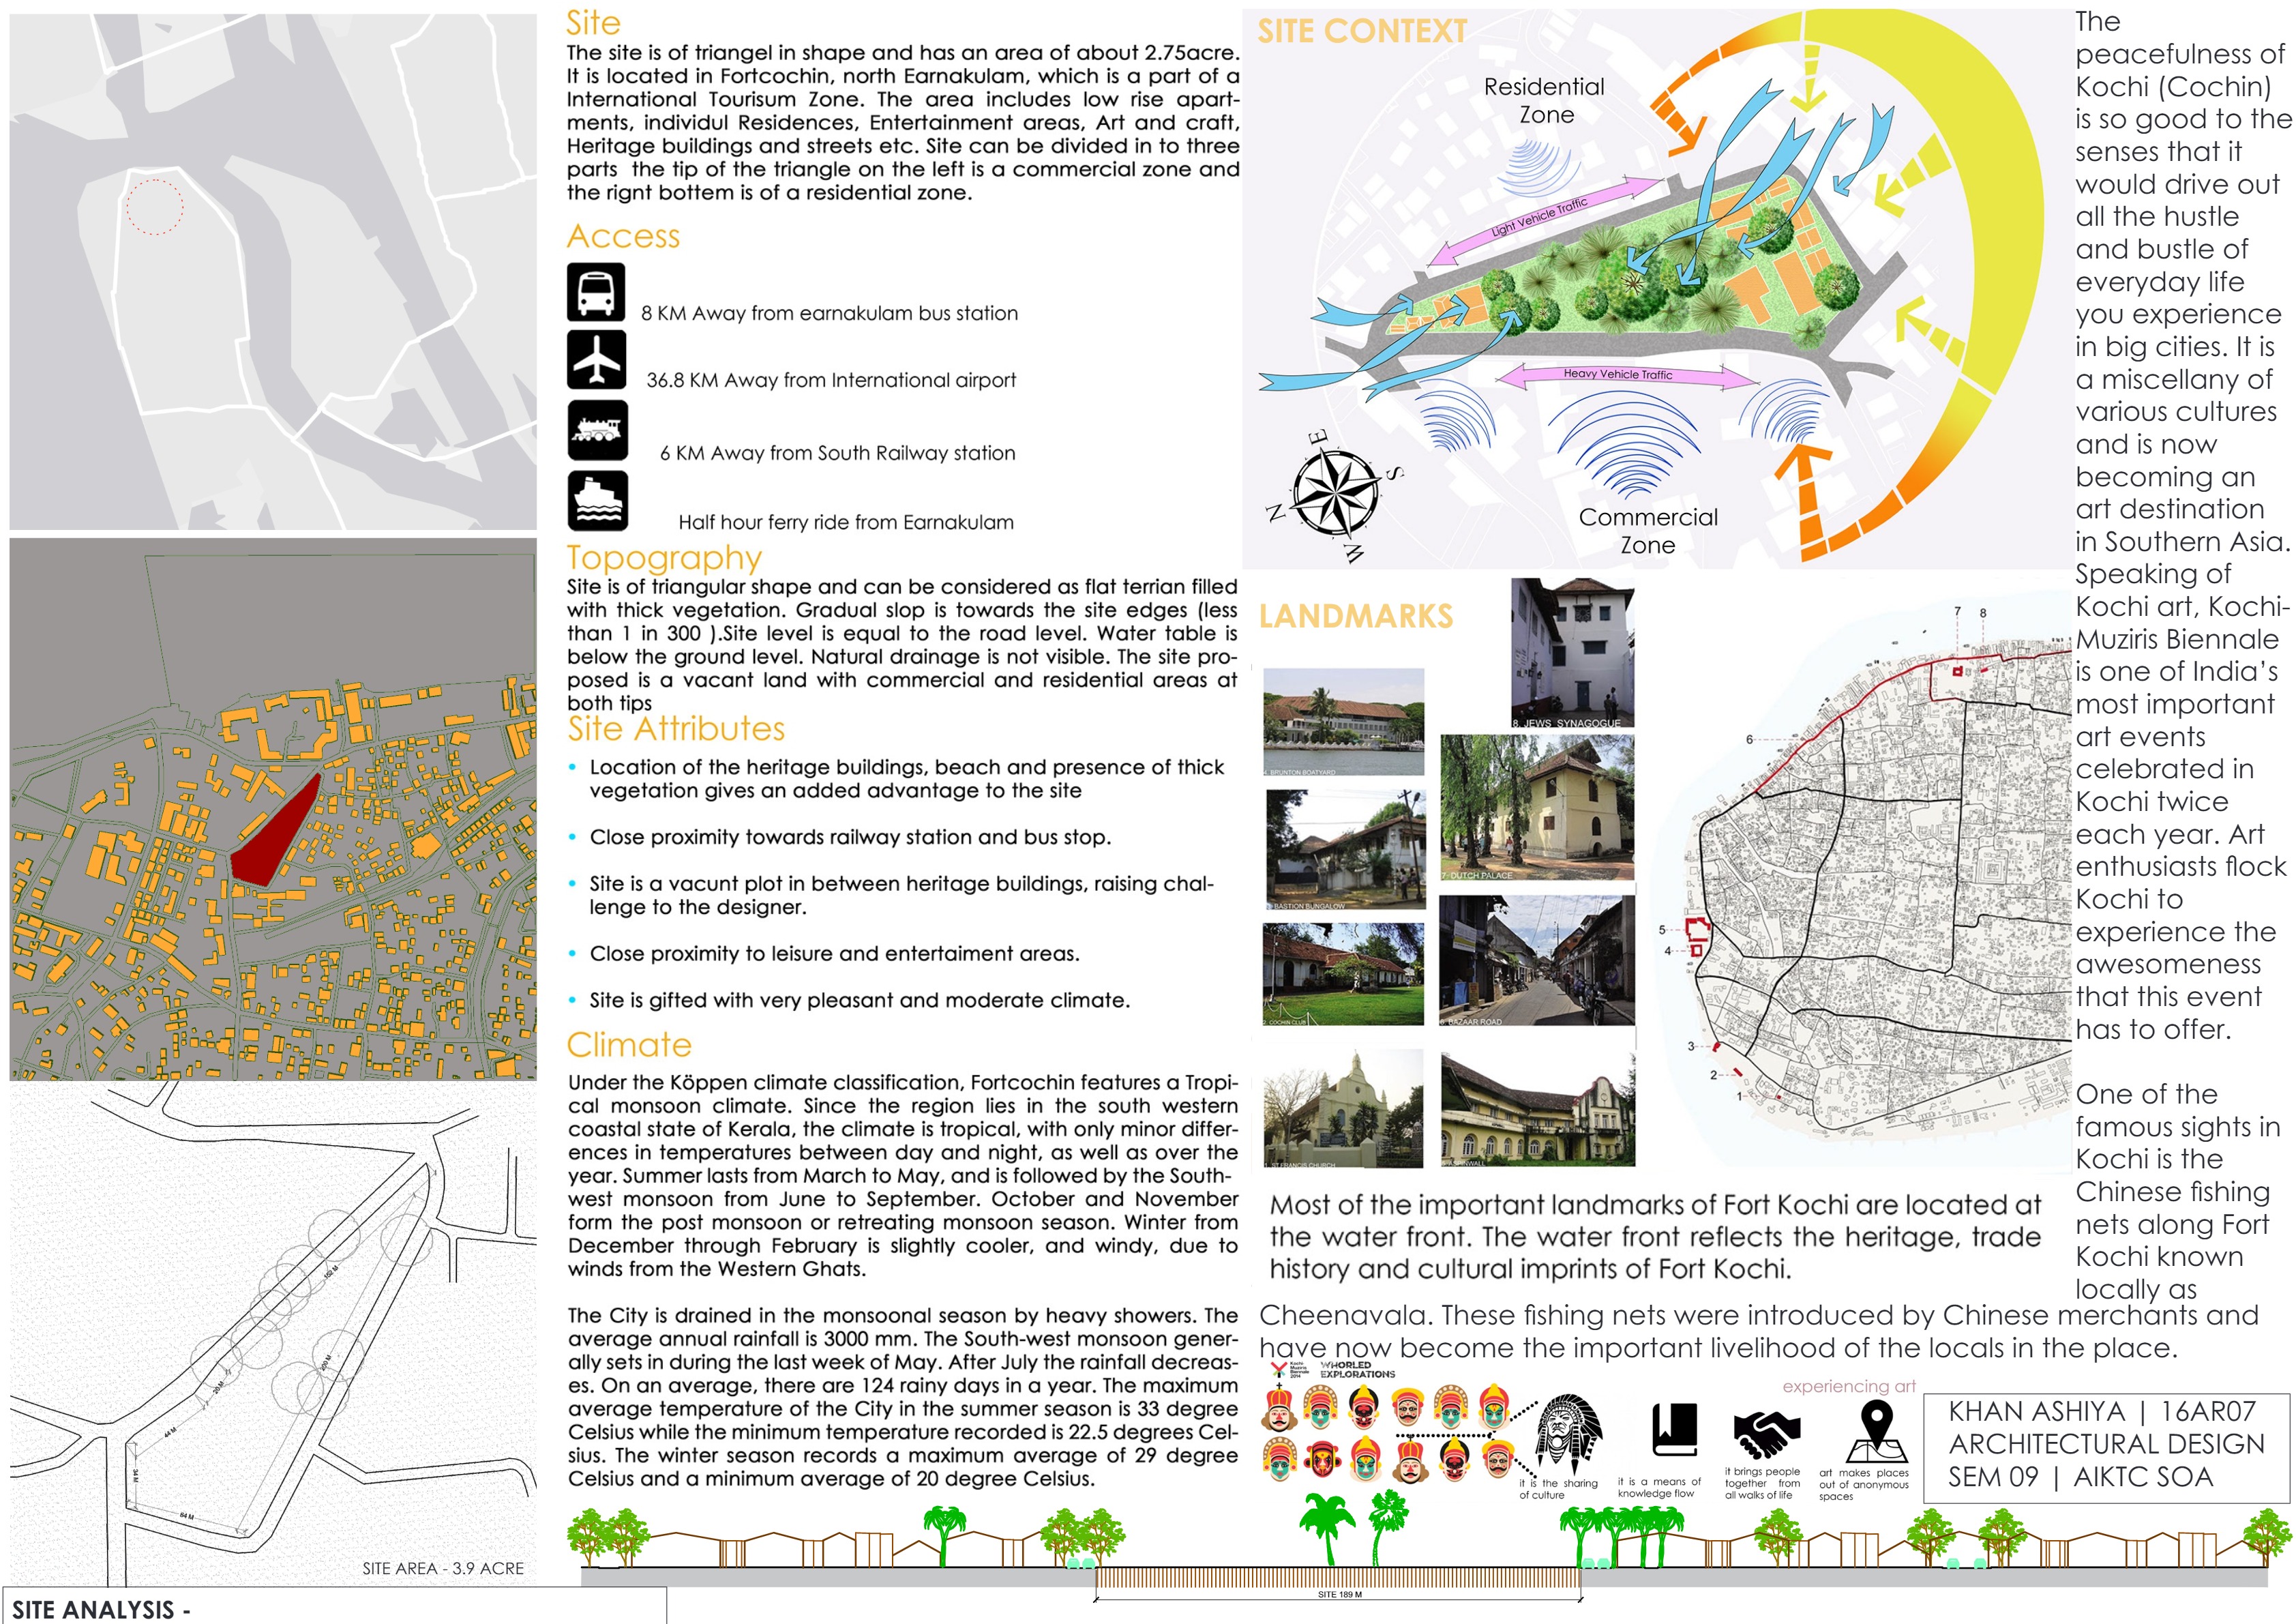 Site
The site is of triangel in shape and has an area of about 2.75acre.
It is located in Fortcochin, north Earnakulam, which is a part of a
International Tourisum Zone. The area includes low rise apart-
ments, individul Residences, Entertainment areas, Art and craft,
Heritage buildings and streets etc. Site can be divided in to three
parts the tip of the triangle on the left is a commercial zone and
the rignt bottem is of a residential zone.
Access
8 KM Away from earnakulam bus station
36.8 KM Away from International airport
6 KM Away from South Railway station
Half hour ferry ride from Earnakulam
Topography
Site is of triangular shape and can be considered as flat terrian filled
with thick vegetation. Gradual slop is towards the site edges (less
than 1 in 300 ).Site level is equal to the road level. Water table is
below the ground level. Natural drainage is not visible. The site pro-
posed is a vacant land with commercial and residential areas at
both tips
Site Attributes
• Location of the heritage buildings, beach and presence of thick
vegetation gives an added advantage to the site
• Close proximity towards railway station and bus stop.
• Site is a vacunt plot in between heritage buildings, raising chal-
lenge to the designer.
• Close proximity to leisure and entertaiment areas.
• Site is gifted with very pleasant and moderate climate.
Climate
Under the Köppen climate classification, Fortcochin features a Tropi-
cal monsoon climate. Since the region lies in the south western
coastal state of Kerala, the climate is tropical, with only minor differ-
ences in temperatures between day and night, as well as over the
year. Summer lasts from March to May, and is followed by the South-
west monsoon from June to September. October and November
form the post monsoon or retreating monsoon season. Winter from
December through February is slightly cooler, and windy, due to
winds from the Western Ghats.
The City is drained in the monsoonal season by heavy showers. The
average annual rainfall is 3000 mm. The South-west monsoon gener-
ally sets in during the last week of May. After July the rainfall decreas-
es. On an average, there are 124 rainy days in a year. The maximum
average temperature of the City in the summer season is 33 degree
Celsius while the minimum temperature recorded is 22.5 degrees Cel-
sius. The winter season records a maximum average of 29 degree
Celsius and a minimum average of 20 degree Celsius.
SITE CONTEXT
Residential
Zone
Light Vehicle Traffic
Heavy Vehicle Traffic
Commercial
Zone
E
S
N
W
LANDMARKS
8. JEWS SYNAGOGUE
BRUNTON BOATYARD
7- DUTCH PALACE
BASTION BUNGALOW
2. COCHIN CLUB
6. BAZAAR ROAD
ST.FRANCIS CHURCH
ASPINWALL
7
8
6
5
4
3
2
1
Most of the important landmarks of Fort Kochi are located at
the water front. The water front reflects the heritage, trade
history and cultural imprints of Fort Kochi.
The
peacefulness of
Kochi (Cochin)
is so good to the
senses that it
would drive out
all the hustle
and bustle of
everyday life
you experience
in big cities. It is
a miscellany of
various cultures
and is now
becoming an
art destination
in Southern Asia.
Speaking of
Kochi art, Kochi-
Muziris Biennale
is one of India's
most important
art events
celebrated in
Kochi twice
each year. Art
enthusiasts flock
Kochi to
experience the
awesomeness
that this event
has to offer.
One of the
famous sights in
Kochi is the
Chinese fishing
nets along Fort
Kochi known
locally as
Cheenavala. These fishing nets were introduced by Chinese merchants and
have now become the important livelihood of the locals in the place.
Kochi
Muziris
Biennale
2014
WHORLED
EXPLORATIONS
experiencing art
it is the sharing
of culture
it is a means of
knowledge flow
it brings people
together from
all walks of life
art makes places
out of anonymous
spaces
KHAN ASHIYA | 16AR07
ARCHITECTURAL DESIGN
SEM 09 | AIKTC SOA
SITE 189 M
152 M
20 M
44 M
34 M
64 M
200 M
SITE AREA - 3.9 ACRE
SITE ANALYSIS -